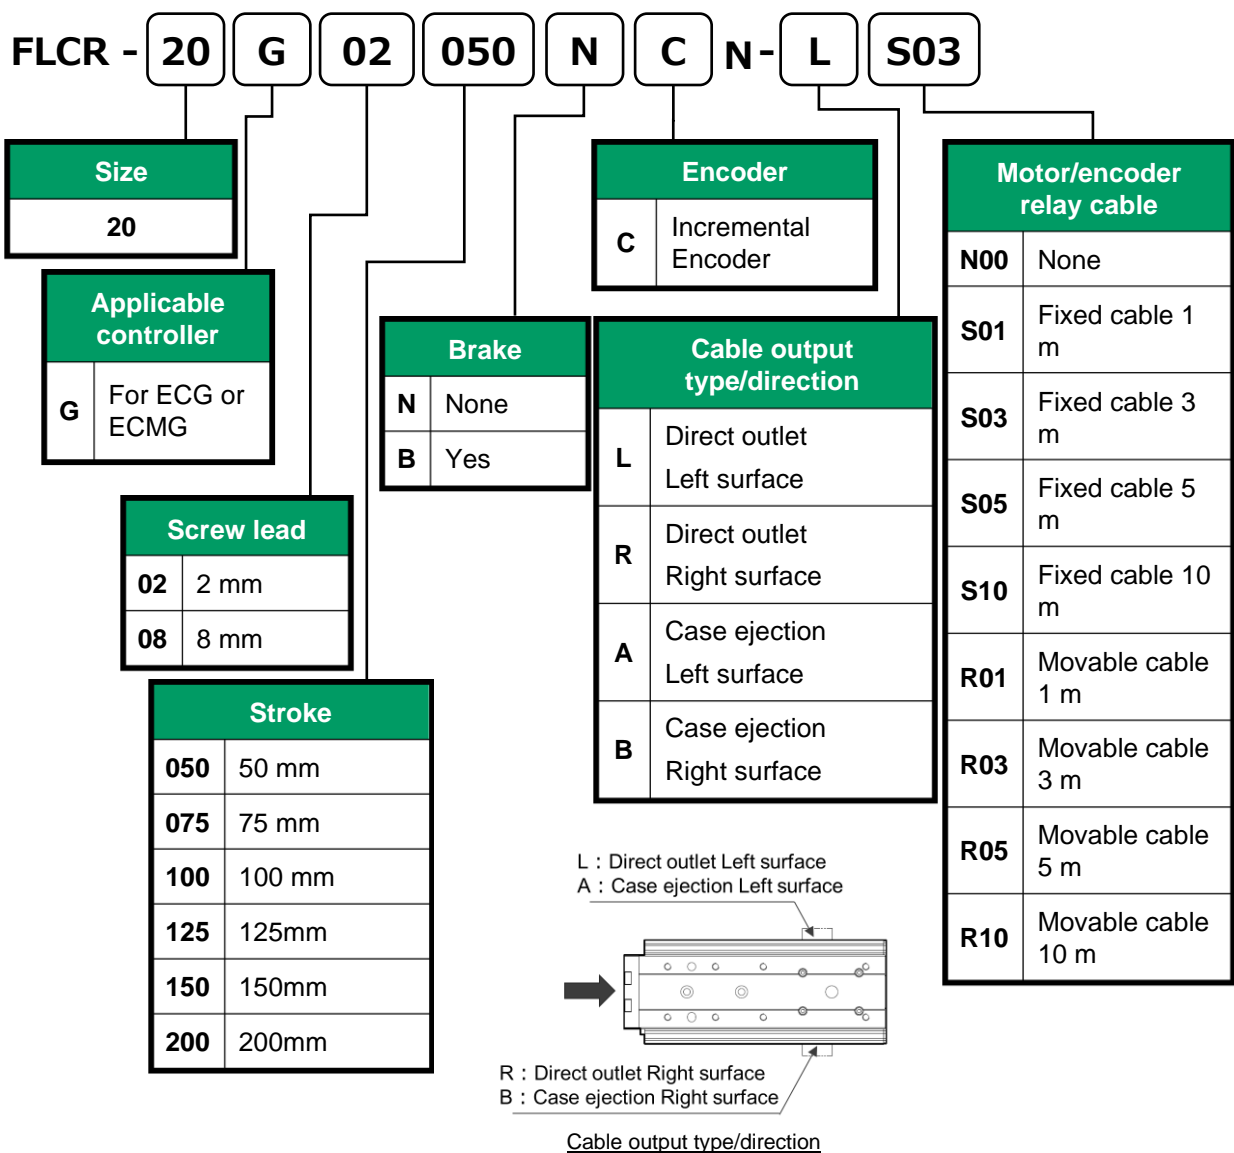 FLCR - 20 G 02 050 N C N - L S03
Size
20
Applicable
controller
G For ECG or
ECMG
Screw lead
02 2 mm
08 8 mm
Stroke
050 50 mm
075 75 mm
100 100 mm
125 125mm
150 150mm
200 200mm
Brake
N None
B Yes
Encoder
C Incremental
Encoder
Cable output
type/direction
L Direct outlet
Left surface
R Direct outlet
Right surface
A Case ejection
Left surface
B Case ejection
Right surface
Motor/encoder
relay cable
N00 None
S01 Fixed cable 1
m
S03 Fixed cable 3
m
S05 Fixed cable 5
m
S10 Fixed cable 10
m
R01 Movable cable
1 m
R03 Movable cable
3 m
R05 Movable cable
5 m
R10 Movable cable
10 m
L : Direct outlet Left surface
A : Case ejection Left surface
R : Direct outlet Right surface
B : Case ejection Right surface
Cable output type/direction